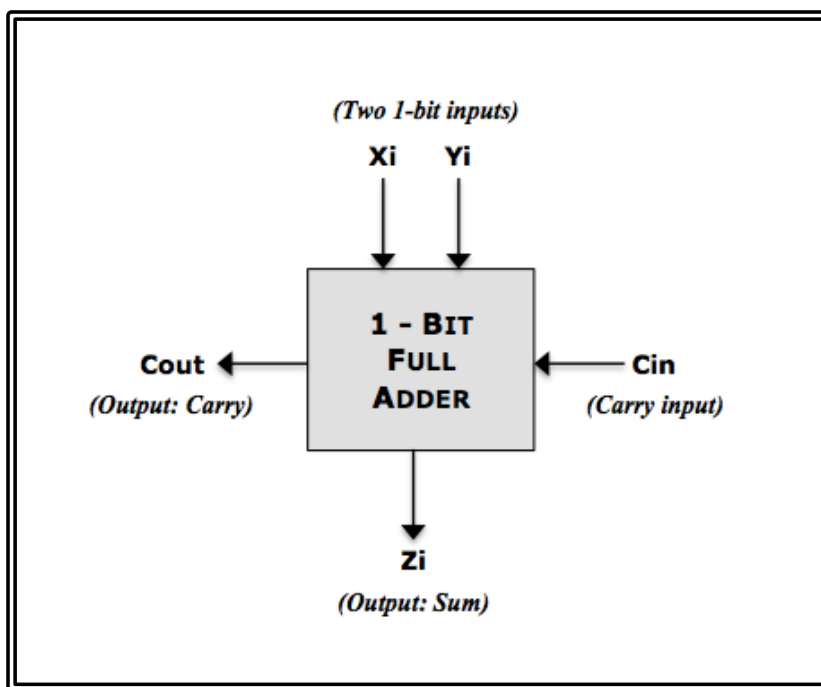 (Two 1-bit inputs)
Xi Yi
1 - BIT
FULL
ADDER
Cout
(Output: Carry)
Cin
(Carry input)
Zi
(Output: Sum)